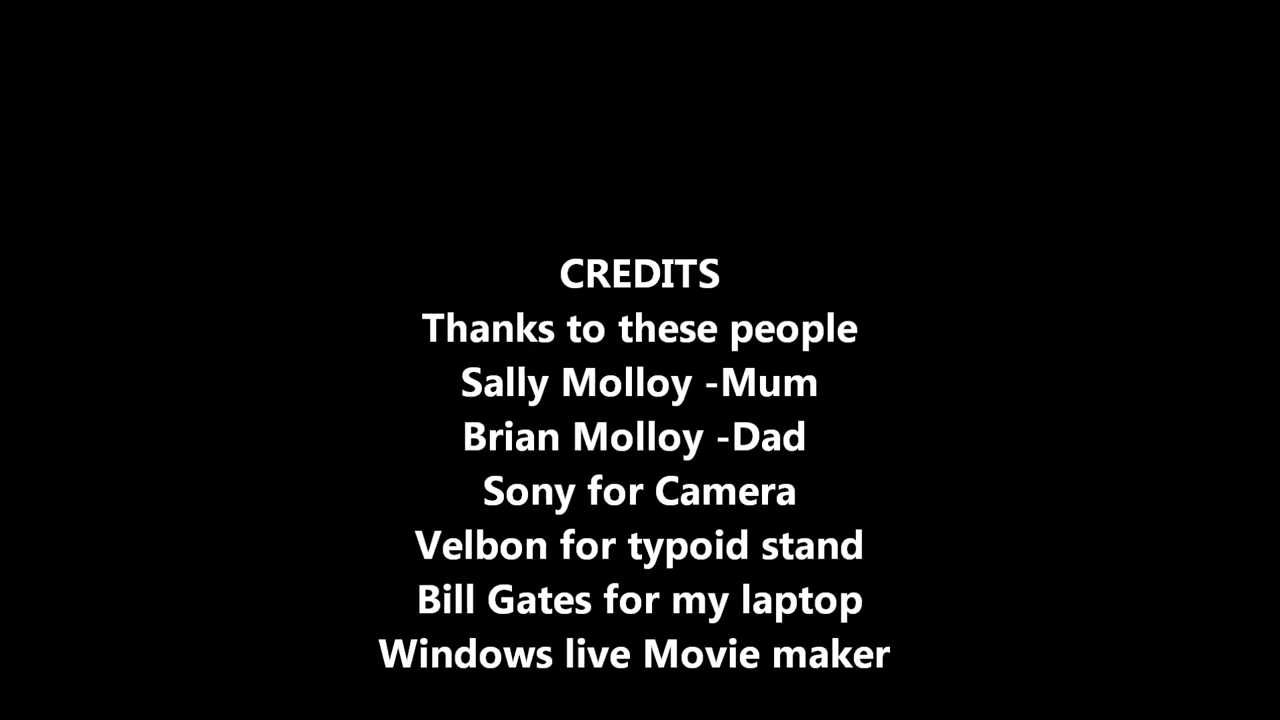 CREDITS
Thanks to these people
Sally Molloy -Mum
Brian Molloy -Dad
Sony for Camera
Velbon for typoid stand
Bill Gates for my laptop
Windows live Movie maker